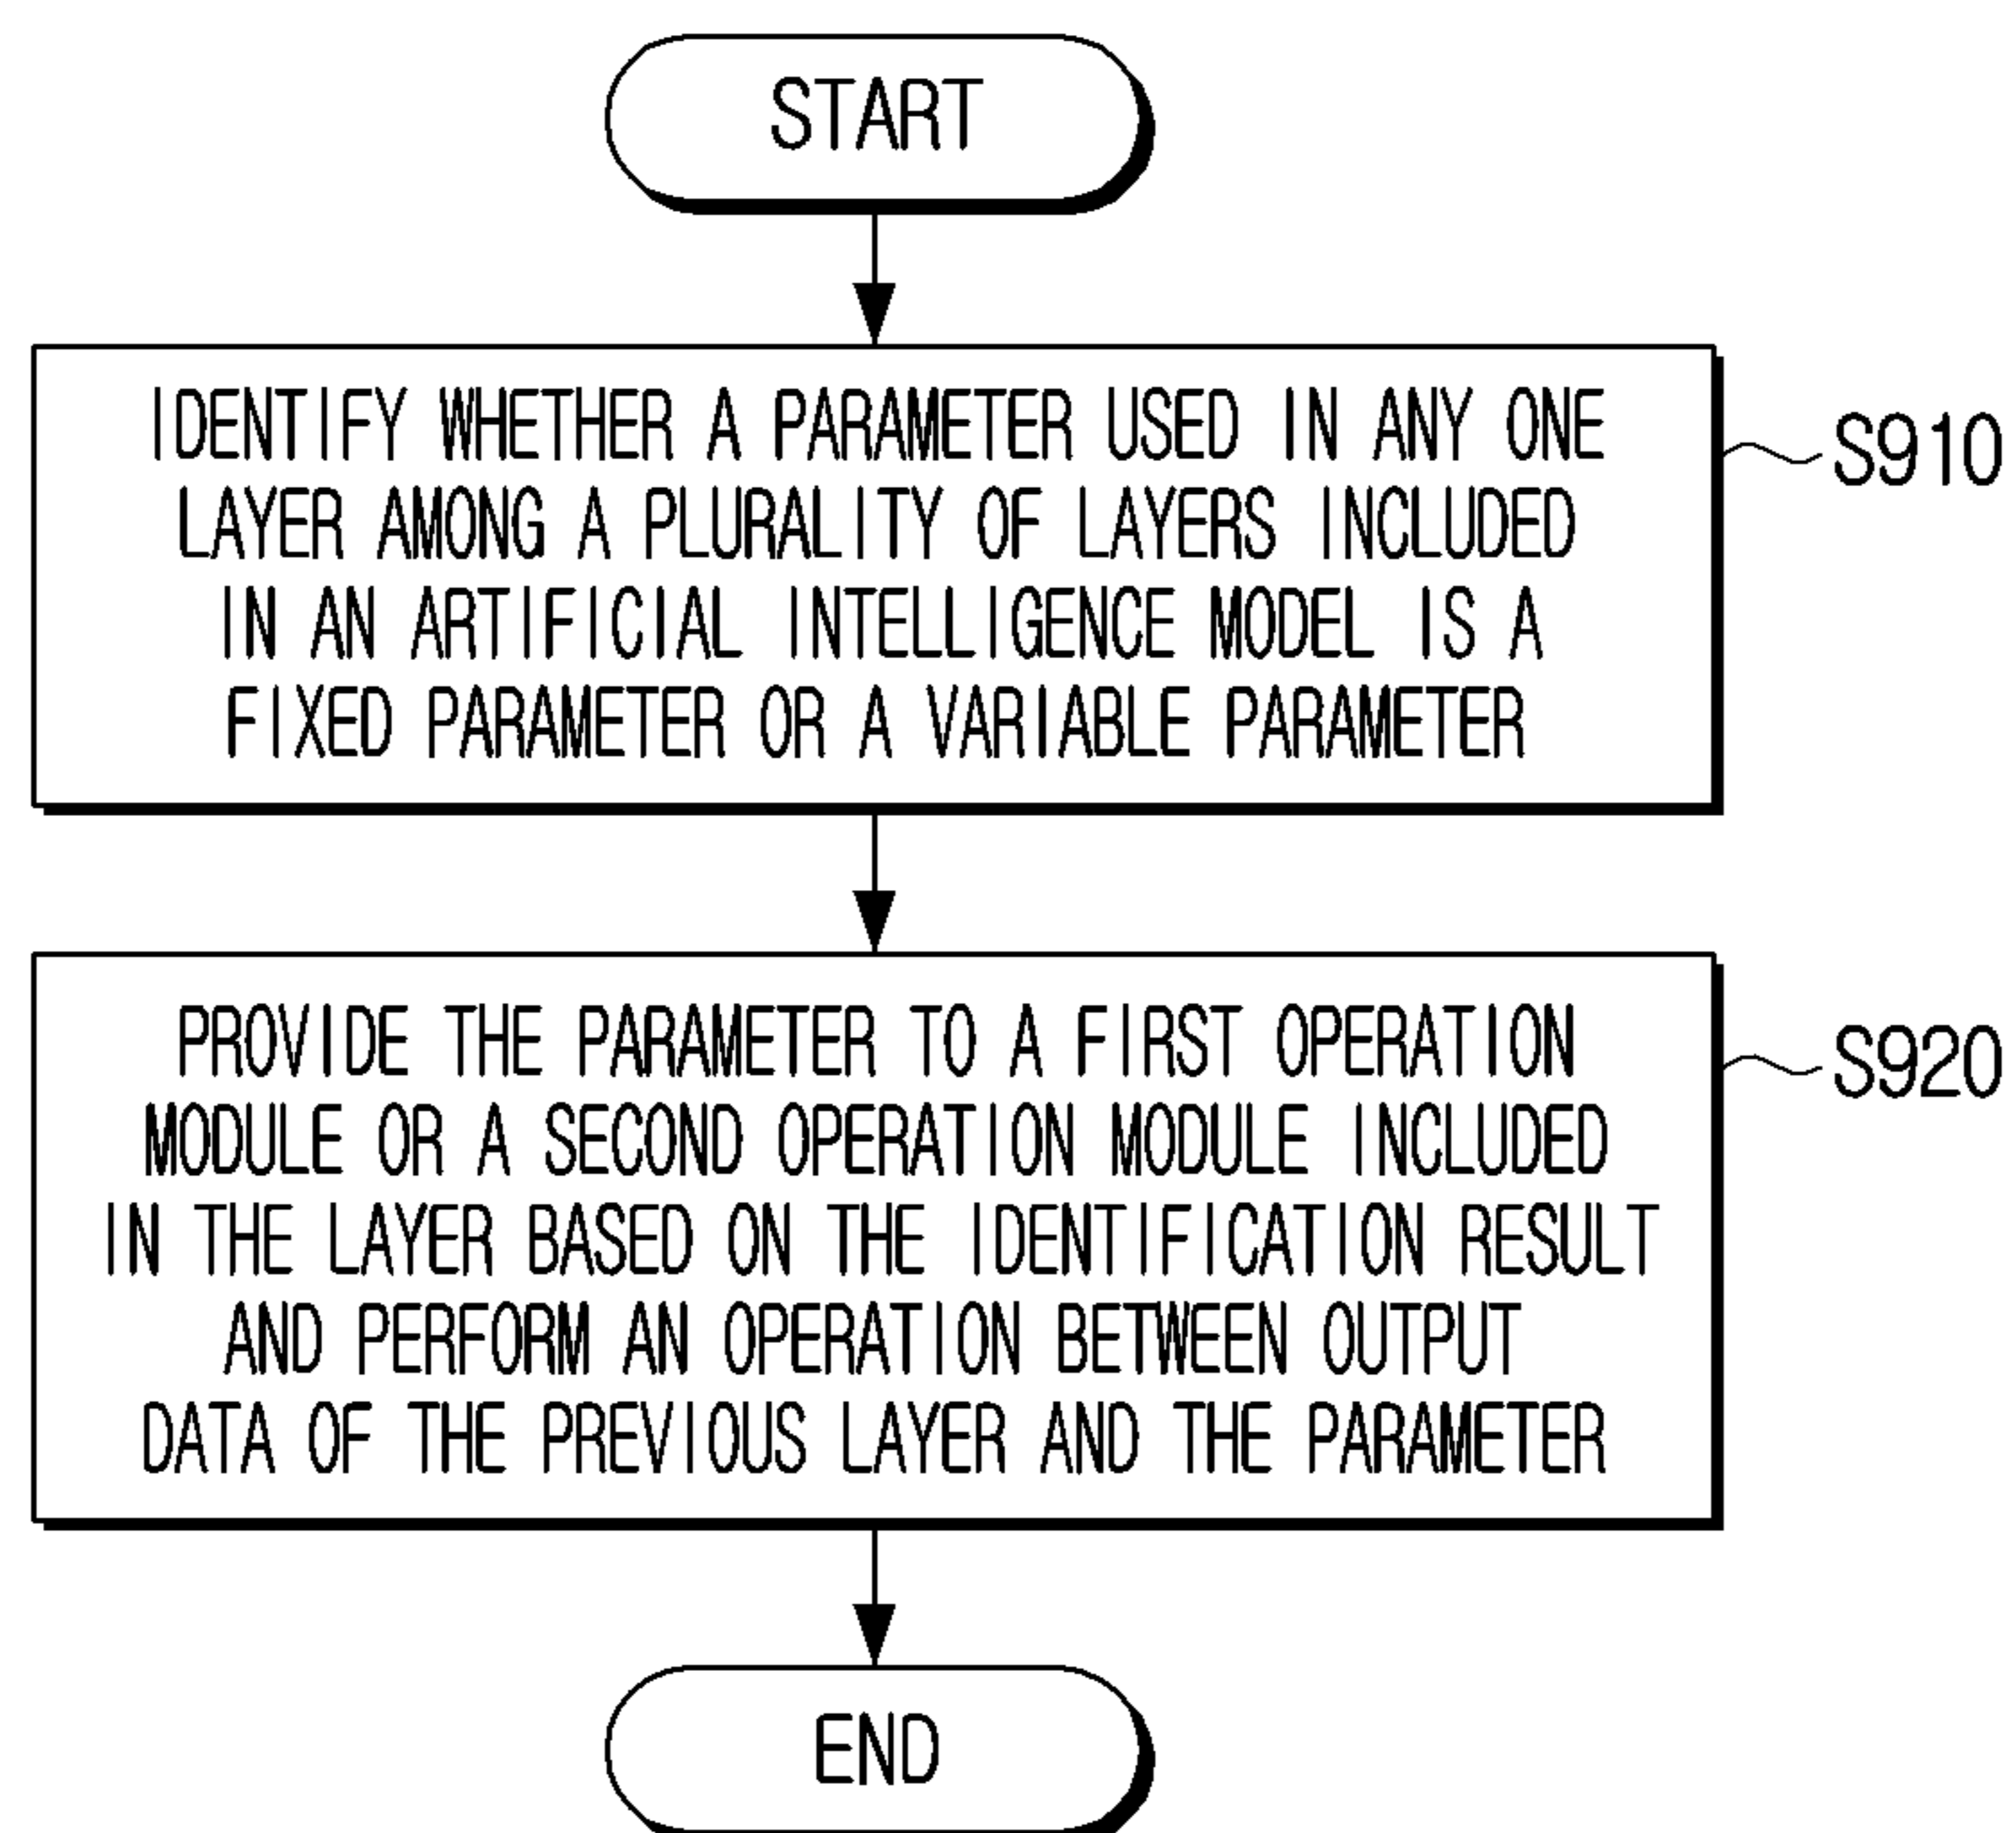 START
IDENTIFY WHETHER A PARAMETER USED IN ANY ONE
LAYER AMONG A PLURALITY OF LAYERS INCLUDED
IN AN ARTIFICIAL INTELLIGENCE MODEL IS A
FIXED PARAMETER OR A VARIABLE PARAMETER
S910
PROVIDE THE PARAMETER TO A FIRST OPERATION
MODULE OR A SECOND OPERATION MODULE INCLUDED
IN THE LAYER BASED ON THE IDENTIFICATION RESULT
AND PERFORM AN OPERATION BETWEEN OUTPUT
DATA OF THE PREVIOUS LAYER AND THE PARAMETER
S920
END